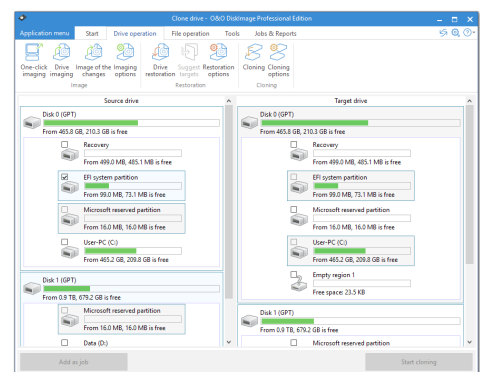 Clone drive - O&O DiskImage Professional Edition
Application menu Start Drive operation File operation Tools Jobs & Reports
One-click imaging
Drive imaging
Image of the changes
Imaging options
Drive restoration
Suggest targets
Restoration options
Cloning
Cloning options
Image Restoration Cloning
Source drive
Disk 0 (GPT)
From 465.8 GB, 210.3 GB is free
Recovery
From 499.0 MB, 485.1 MB is free
EFI system partition
From 99.0 MB, 73.1 MB is free
Microsoft reserved partition
From 16.0 MB, 16.0 MB is free
User-PC (C:)
From 465.2 GB, 209.8 GB is free
Disk 1 (GPT)
From 0.9 TB, 679.2 GB is free
Microsoft reserved partition
From 16.0 MB, 16.0 MB is free
Data (D:)
Target drive
Disk 0 (GPT)
From 465.8 GB, 210.3 GB is free
Recovery
From 499.0 MB, 485.1 MB is free
EFI system partition
From 99.0 MB, 73.1 MB is free
Microsoft reserved partition
From 16.0 MB, 16.0 MB is free
User-PC (C:)
From 465.2 GB, 209.8 GB is free
Empty region 1
Free space: 23.5 KB
Disk 1 (GPT)
From 0.9 TB, 679.2 GB is free
Microsoft reserved partition
Add as job
Start cloning